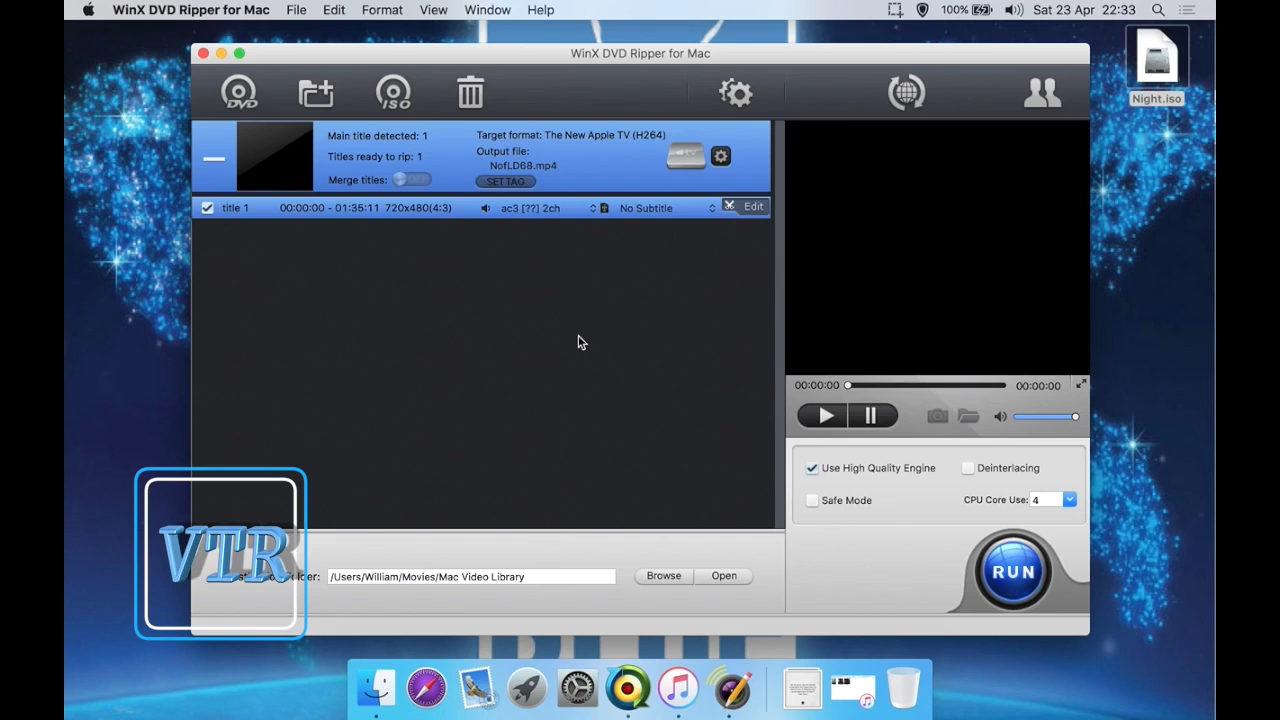 WinX DVD Ripper for Mac File Edit Format View Window Help 100% Sat 23 Apr 22:33
WinX DVD Ripper for Mac
DVD ISO
Night.iso
Main title detected: 1
Titles ready to rip: 1
Merge titles:
Target format: The New Apple TV (H264)
Output file:
NofLD68.mp4
SET TAG
title 1 00:00:00 - 01:35:11 720x480(4:3) ac3 [??] 2ch No Subtitle Edit
00:00:00 00:00:00
Use High Quality Engine Deinterlacing
Safe Mode CPU Core Use: 4
RUN
VTR
Folder: /Users/William/Movies/Mac Video Library Browse Open